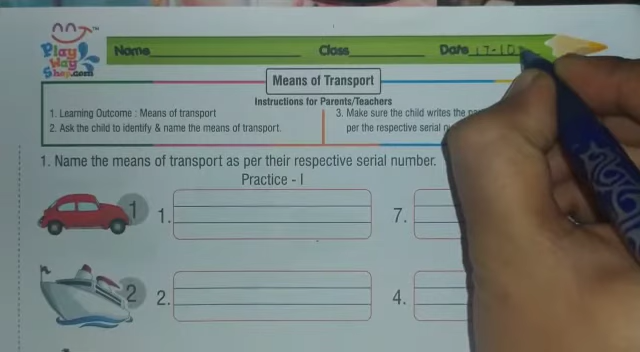 Play Way Shop.com
Name Class Date 17-10
Means of Transport
Instructions for Parents/Teachers
1. Learning Outcome : Means of transport
2. Ask the child to identify & name the means of transport.
3. Make sure the child writes the
per the respective serial
1. Name the means of transport as per their respective serial number.
Practice - I
1 1. 7.
2 2. 4.